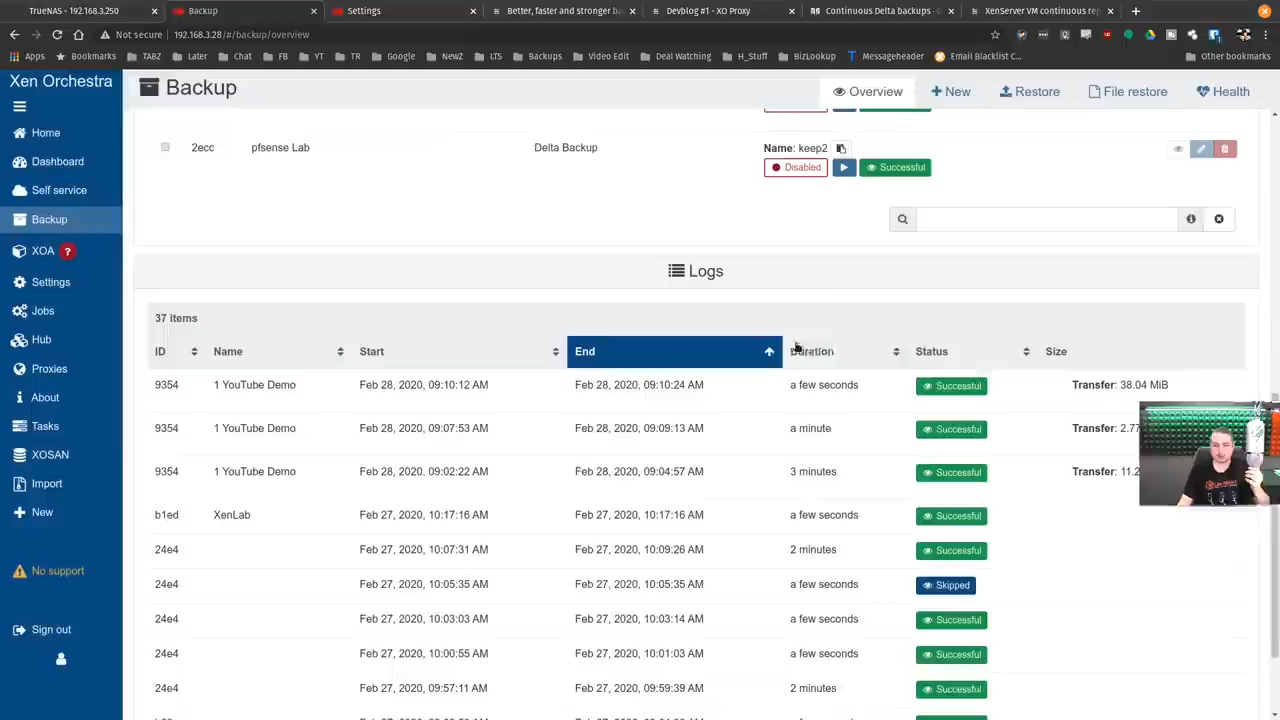 TrueNAS - 192.168.3.250
Backup
Settings
Better, faster and stronger b
Devblog #1 - XO Proxy
Continuous Delta backups
XenServer VM continuous rep
Not secure 192.168.3.28/#/backup/overview
Apps Bookmarks TABZ Later Chat FB YT TR Google NewZ LTS Backups Video Edit Deal Watching H_Stuff BizLookup Messageheader Email Blacklist C... Other bookmarks
Xen Orchestra
Home
Dashboard
Self service
Backup
XOA ?
Settings
Jobs
Hub
Proxies
About
Tasks
XOSAN
Import
New
No support
Sign out
Backup
Overview New Restore File restore Health
2ecc pfsense Lab Delta Backup Name: keep2
Disabled Successful
Logs
37 items
ID Name Start End Duration Status Size
9354 1 YouTube Demo Feb 28, 2020, 09:10:12 AM Feb 28, 2020, 09:10:24 AM a few seconds Successful Transfer: 38.04 MiB
9354 1 YouTube Demo Feb 28, 2020, 09:07:53 AM Feb 28, 2020, 09:09:13 AM a minute Successful Transfer: 2.77
9354 1 YouTube Demo Feb 28, 2020, 09:02:22 AM Feb 28, 2020, 09:04:57 AM 3 minutes Successful Transfer: 11.2
b1ed XenLab Feb 27, 2020, 10:17:16 AM Feb 27, 2020, 10:17:16 AM a few seconds Successful
24e4 Feb 27, 2020, 10:07:31 AM Feb 27, 2020, 10:09:26 AM 2 minutes Successful
24e4 Feb 27, 2020, 10:05:35 AM Feb 27, 2020, 10:05:35 AM a few seconds Skipped
24e4 Feb 27, 2020, 10:03:03 AM Feb 27, 2020, 10:03:14 AM a few seconds Successful
24e4 Feb 27, 2020, 10:00:55 AM Feb 27, 2020, 10:01:03 AM a few seconds Successful
24e4 Feb 27, 2020, 09:57:11 AM Feb 27, 2020, 09:59:39 AM 2 minutes Successful